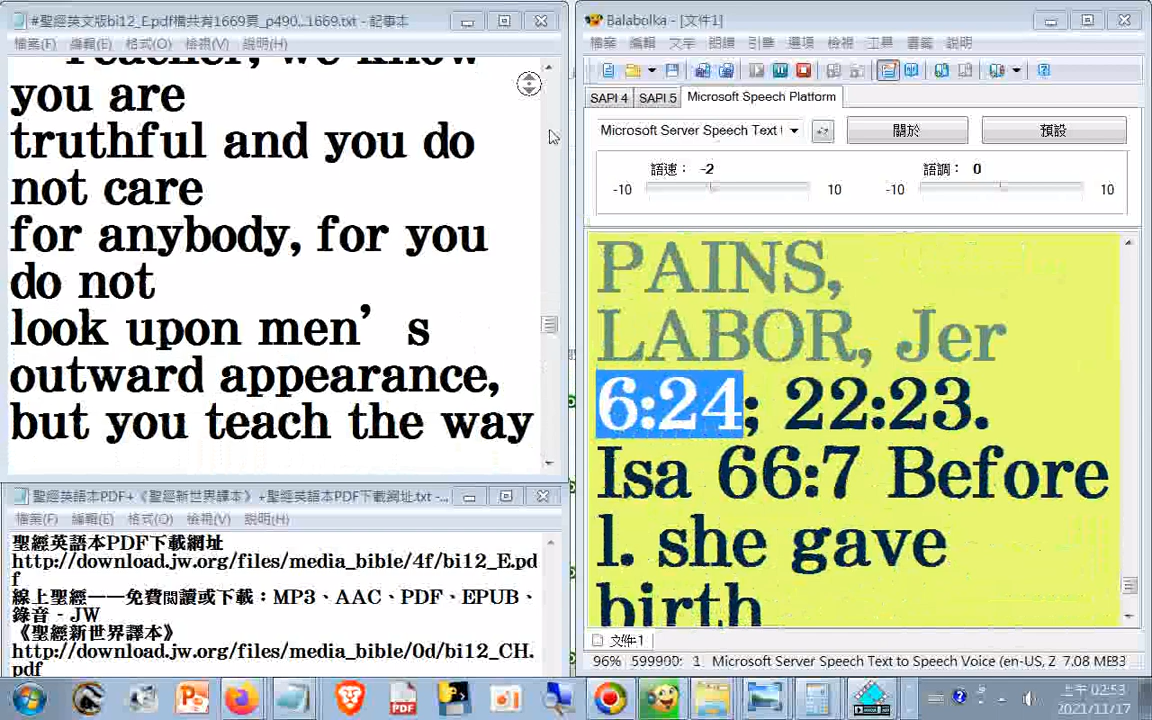 #聖經英文版bi12_E.pdf檔共有1669頁_p490...1669.txt - 記事本
檔案(F) 編輯(E) 格式(O) 檢視(V) 說明(H)
Teacher, we know
you are
truthful and you do
not care
for anybody, for you
do not
look upon men’s
outward appearance,
but you teach the way
聖經英語本PDF+《聖經新世界譯本》+聖經英語本PDF下載網址.txt - ...
檔案(F) 編輯(E) 格式(O) 檢視(V) 說明(H)
聖經英語本PDF下載網址
http://download.jw.org/files/media_bible/4f/bi12_E.pd
f
線上聖經——免費閱讀或下載：MP3、AAC、PDF、EPUB、
錄音 - JW
《聖經新世界譯本》
http://download.jw.org/files/media_bible/0d/bi12_CH.
pdf
Balabolka - [文件1]
檔案 編輯 文字 朗讀 引擎 選項 檢視 工具 書籤 說明
SAPI 4 SAPI 5 Microsoft Speech Platform
Microsoft Server Speech Text 關於 預設
語速： -2 語調： 0
-10 10 -10 10
PAINS,
LABOR, Jer
6:24; 22:23.
Isa 66:7 Before
l. she gave
birth
文件1
96% 599900: 1 Microsoft Server Speech Text to Speech Voice (en-US, Z 7.08 MB
上午 02:53
2021/11/17